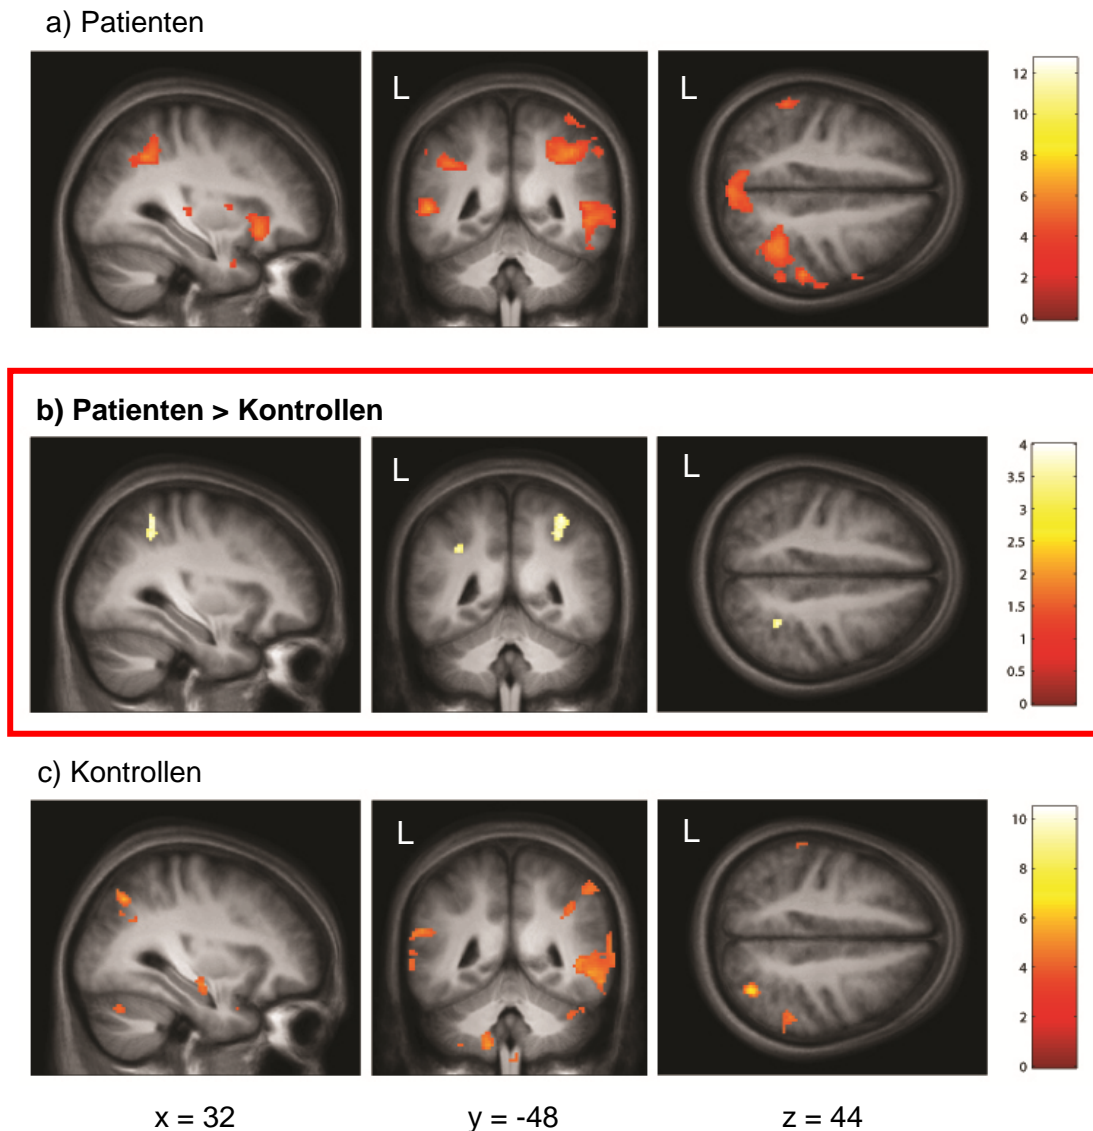 a) Patienten
L
L
12
10
8
6
4
2
0
b) Patienten > Kontrollen
L
L
4
3.5
3
2.5
2
1.5
1
0.5
0
c) Kontrollen
L
L
10
8
6
4
2
0
x = 32
y = -48
z = 44